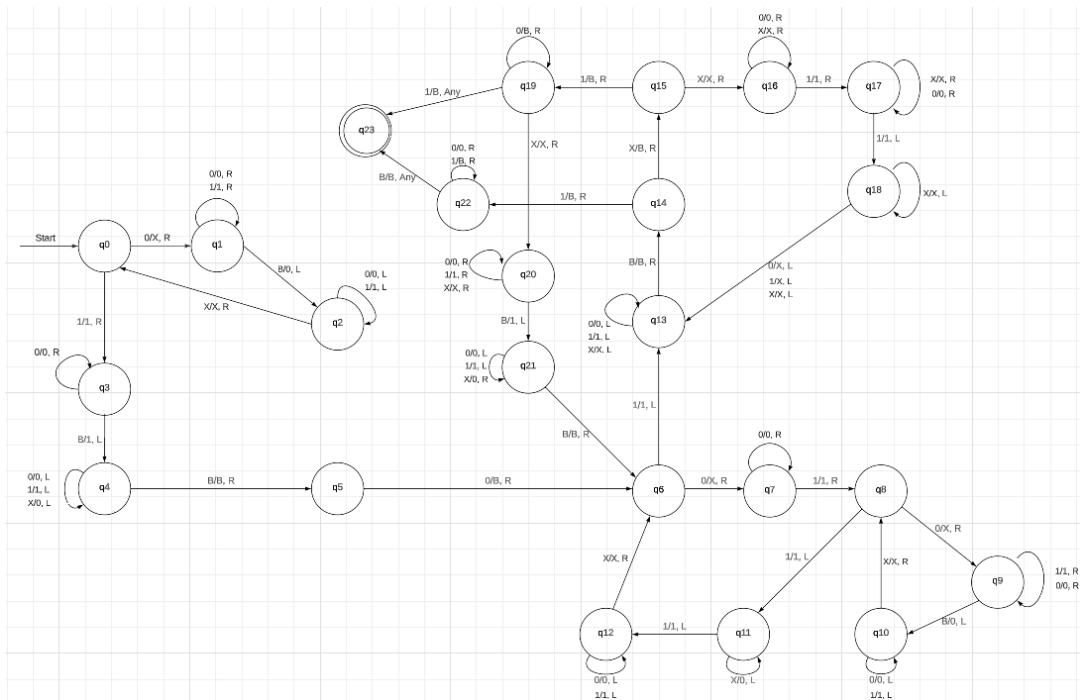 0/B, R
0/0, R
X/X, R
q19
1/B, R
q15
X/X, R
q16
1/1, R
q17
X/X, R
0/0, R
1/B, Any
q23
X/X, R
X/B, R
1/1, L
0/0, R
1/B, R
B/B, Any
q22
1/B, R
q14
q18
X/X, L
0/0, R
1/1, R
Start
q0
0/X, R
q1
B/0, L
0/0, L
1/1, L
q2
X/X, R
0/0, R
1/1, R
X/X, R
q20
B/B, R
0/X, L
1/X, L
X/X, L
1/1, R
B/1, L
0/0, L
1/1, L
X/X, L
q13
0/0, R
q3
0/0, L
1/1, L
X/0, R
q21
1/1, L
B/1, L
B/B, R
0/0, R
0/0, L
1/1, L
X/0, L
q4
B/B, R
q5
0/B, R
q6
0/X, R
q7
1/1, R
q8
0/X, R
X/X, R
1/1, L
X/X, R
q9
1/1, R
0/0, R
B/0, L
q12
1/1, L
q11
q10
0/0, L
1/1, L
X/0, L
0/0, L
1/1, L